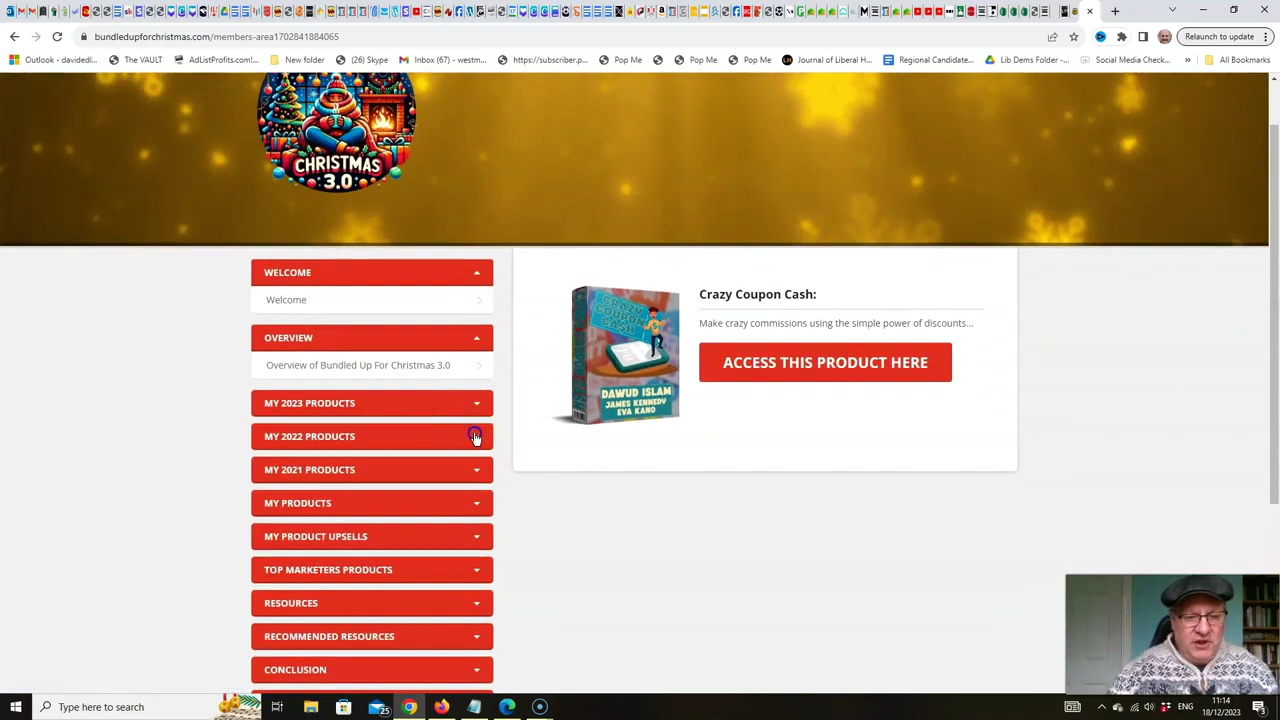 bundledupforchristmas.com/members-area1702841884065
Relaunch to update
Outlook - davidedl...
The VAULT
AdListProfits.com!...
New folder
(26) Skype
Inbox (67) - westm...
https://subscriber.p...
Pop Me
Pop Me
Pop Me
Journal of Liberal H...
Regional Candidate...
Lib Dems Folder -...
Social Media Check...
»
All Bookmarks
CHRISTMAS
3.0
WELCOME
Welcome
OVERVIEW
Overview of Bundled Up For Christmas 3.0
MY 2023 PRODUCTS
MY 2022 PRODUCTS
MY 2021 PRODUCTS
MY PRODUCTS
MY PRODUCT UPSELLS
TOP MARKETERS PRODUCTS
RESOURCES
RECOMMENDED RESOURCES
CONCLUSION
CRAZY
COUPON
CASH
DAWUD ISLAM
JAMES KENNEDY
EVA KANO
Crazy Coupon Cash:
Make crazy commissions using the simple power of discounts...
ACCESS THIS PRODUCT HERE
Type here to search
25
ENG
11:14
18/12/2023
3